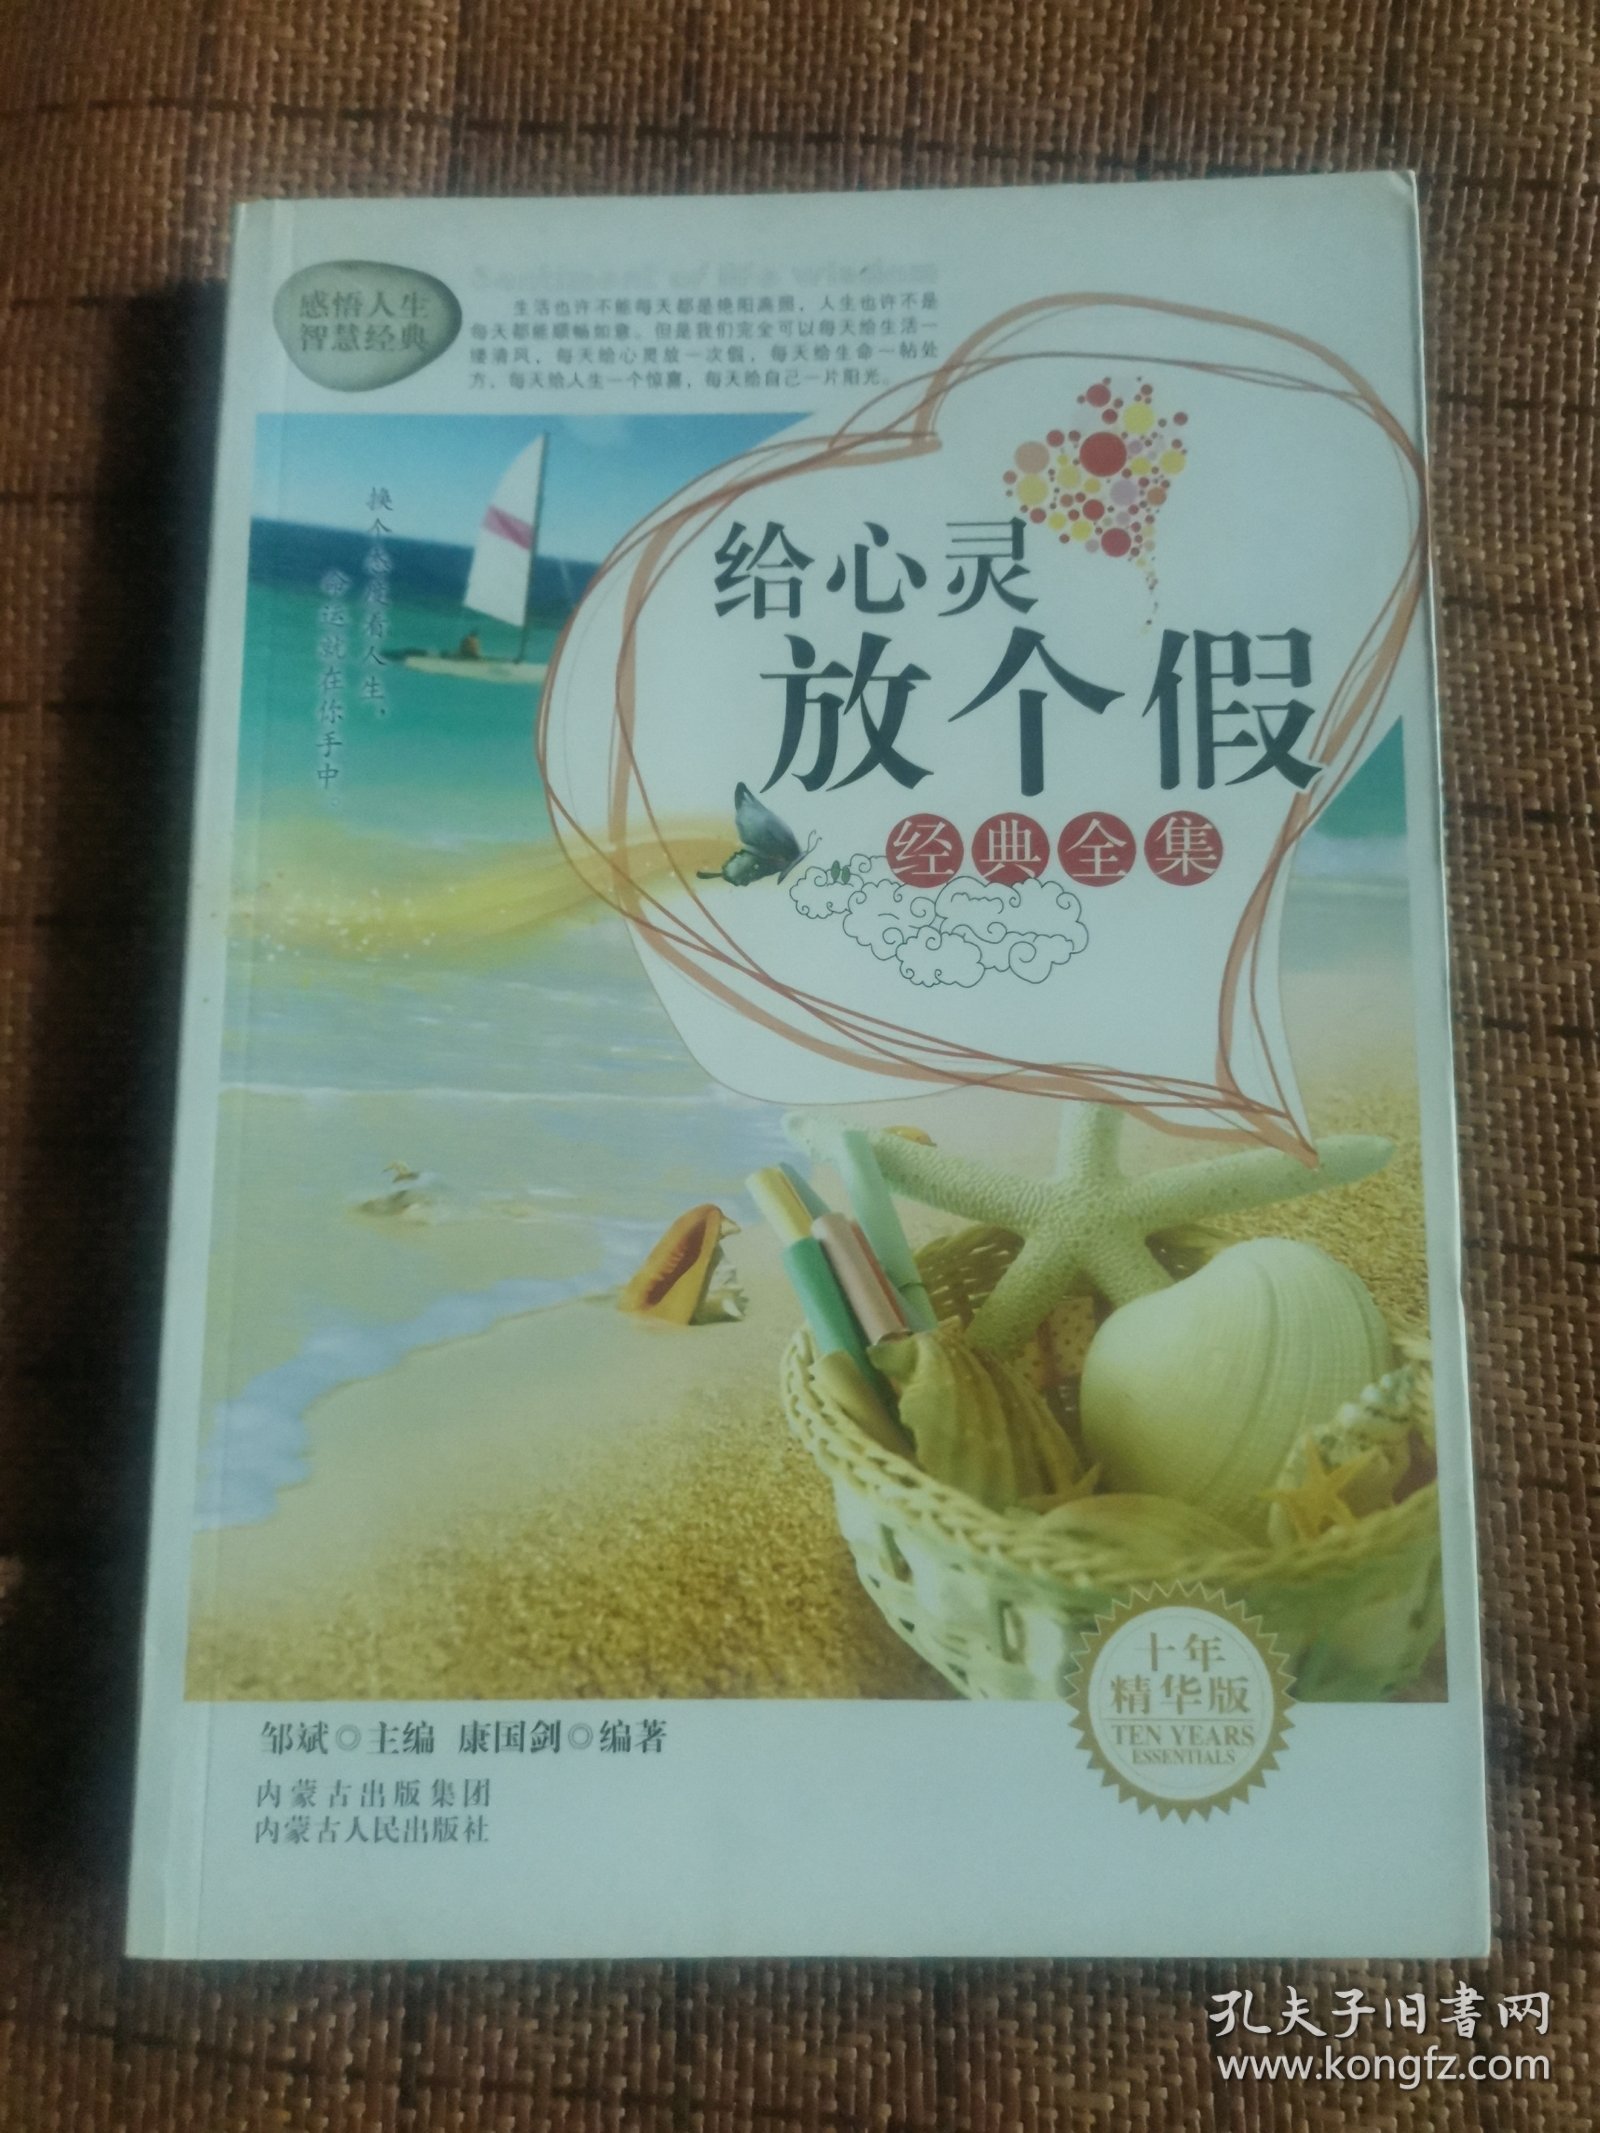 感悟人生
智慧经典
生活也许不能每天都是艳阳高照，人生也许不是
每天都能顺畅如意。但是我们完全可以每天给生活一
缕清风，每天给心灵放一次假，每天给生命一帖处
方，每天给人生一个惊喜，每天给自己一片阳光。
换个态度看人生，
命运就在你手中。
给心灵
放个假
经典全集
十年
精华版
TEN YEARS
ESSENTIALS
邹斌◎主编 康国剑◎编著
内蒙古出版集团
内蒙古人民出版社
孔夫子旧书网
www.kongfz.com